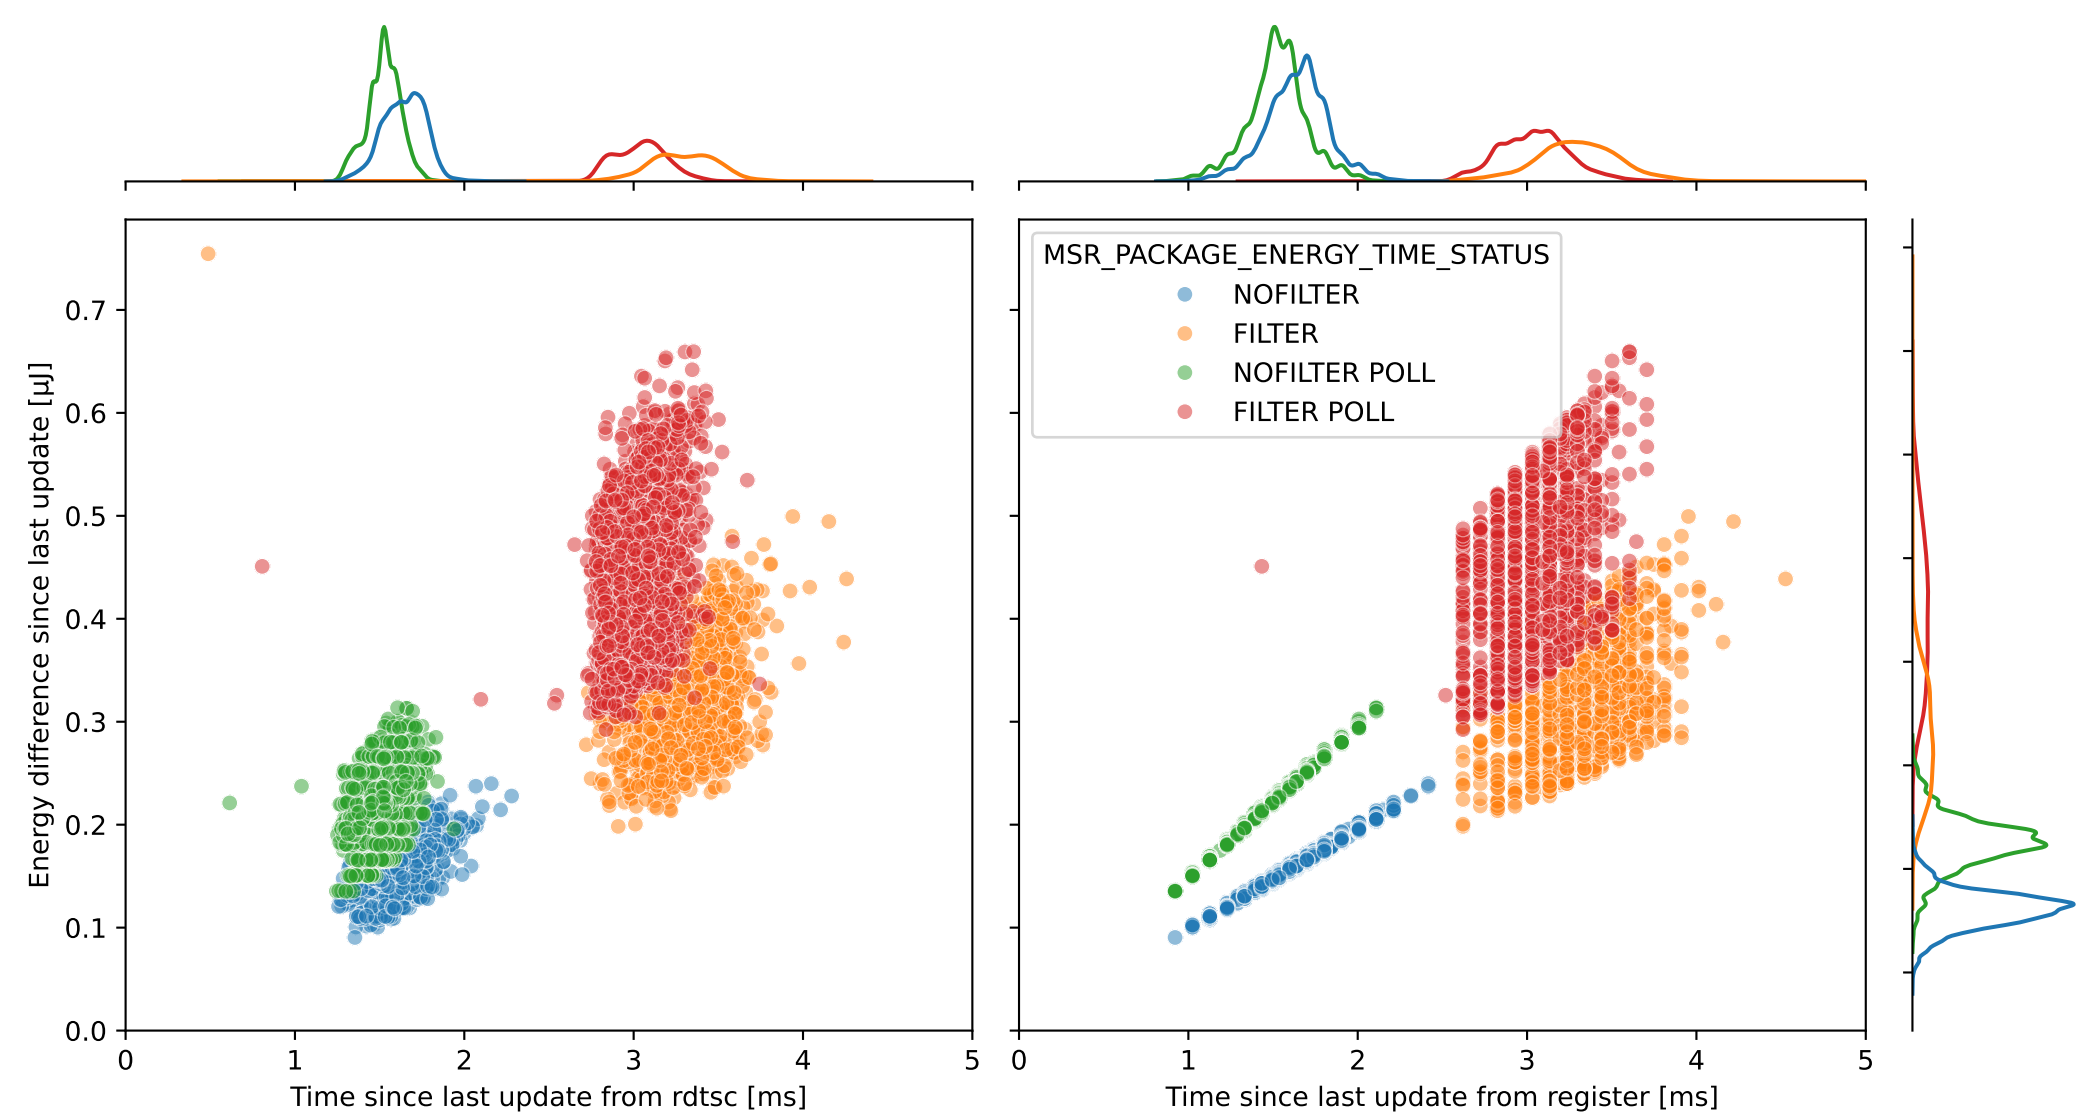 Energy difference since last update [µJ]
0.7
0.6
0.5
0.4
0.3
0.2
0.1
0.0
0 1 2 3 4 5
Time since last update from rdtsc [ms]
MSR_PACKAGE_ENERGY_TIME_STATUS
NOFILTER
FILTER
NOFILTER POLL
FILTER POLL
0 1 2 3 4 5
Time since last update from register [ms]